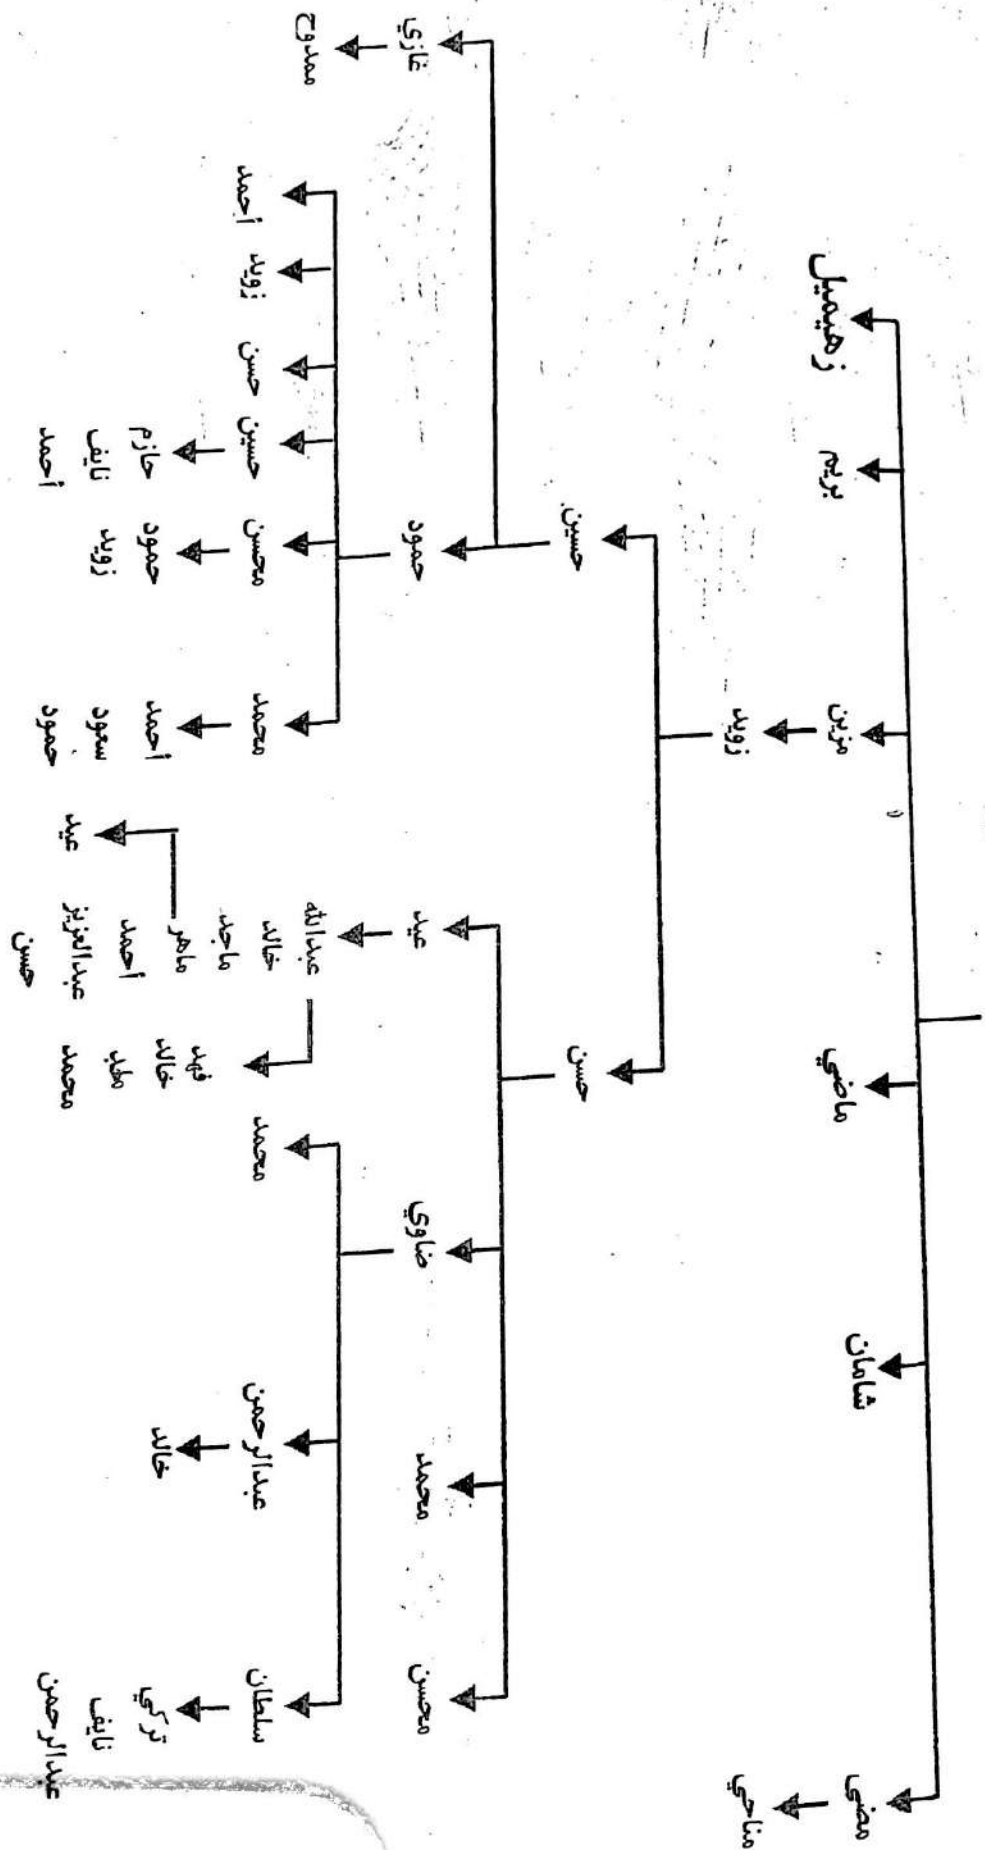 مضى
شامان
ماضي
مزين
بريم
زهيميل
مناحي
زويد
حسن
حسين
محسن
محمد
ضاوي
عيد
حمود
غازي
ممدوح
سلطان
عبدالرحمن
محمد
تركي
نايف
عبدالرحمن
خالد
عبدالله
خالد
ماجد
ماهر
أحمد
عبدالعزيز
حسن
فهد
خالد
محمد
عيد
محمد
محسن
حسين
حسن
زويد
أحمد
أحمد
سعود
حمود
حمود
زويد
حازم
نايف
أحمد